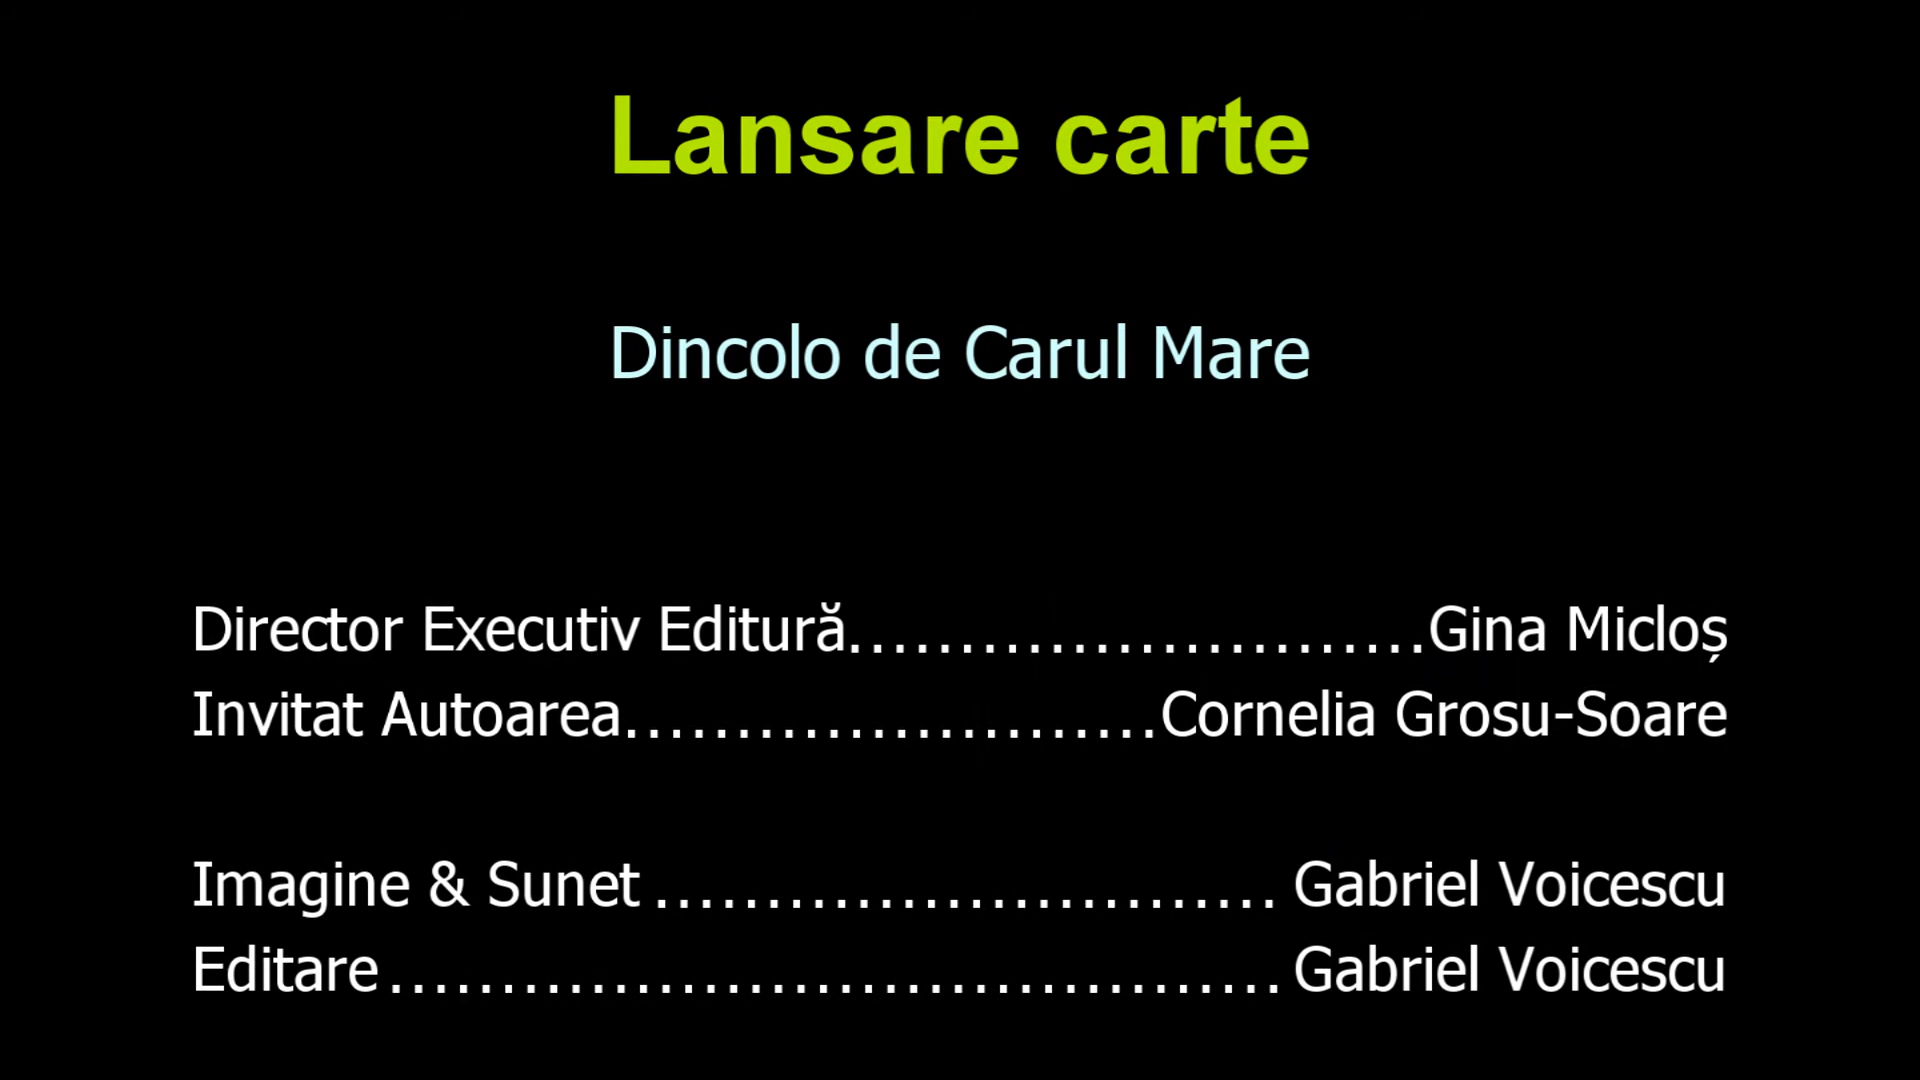 Lansare carte
Dincolo de Carul Mare
Director Executiv Editură..........................Gina Micloș
Invitat Autoarea........................Cornelia Grosu-Soare
Imagine & Sunet ............................ Gabriel Voicescu
Editare ........................................ Gabriel Voicescu